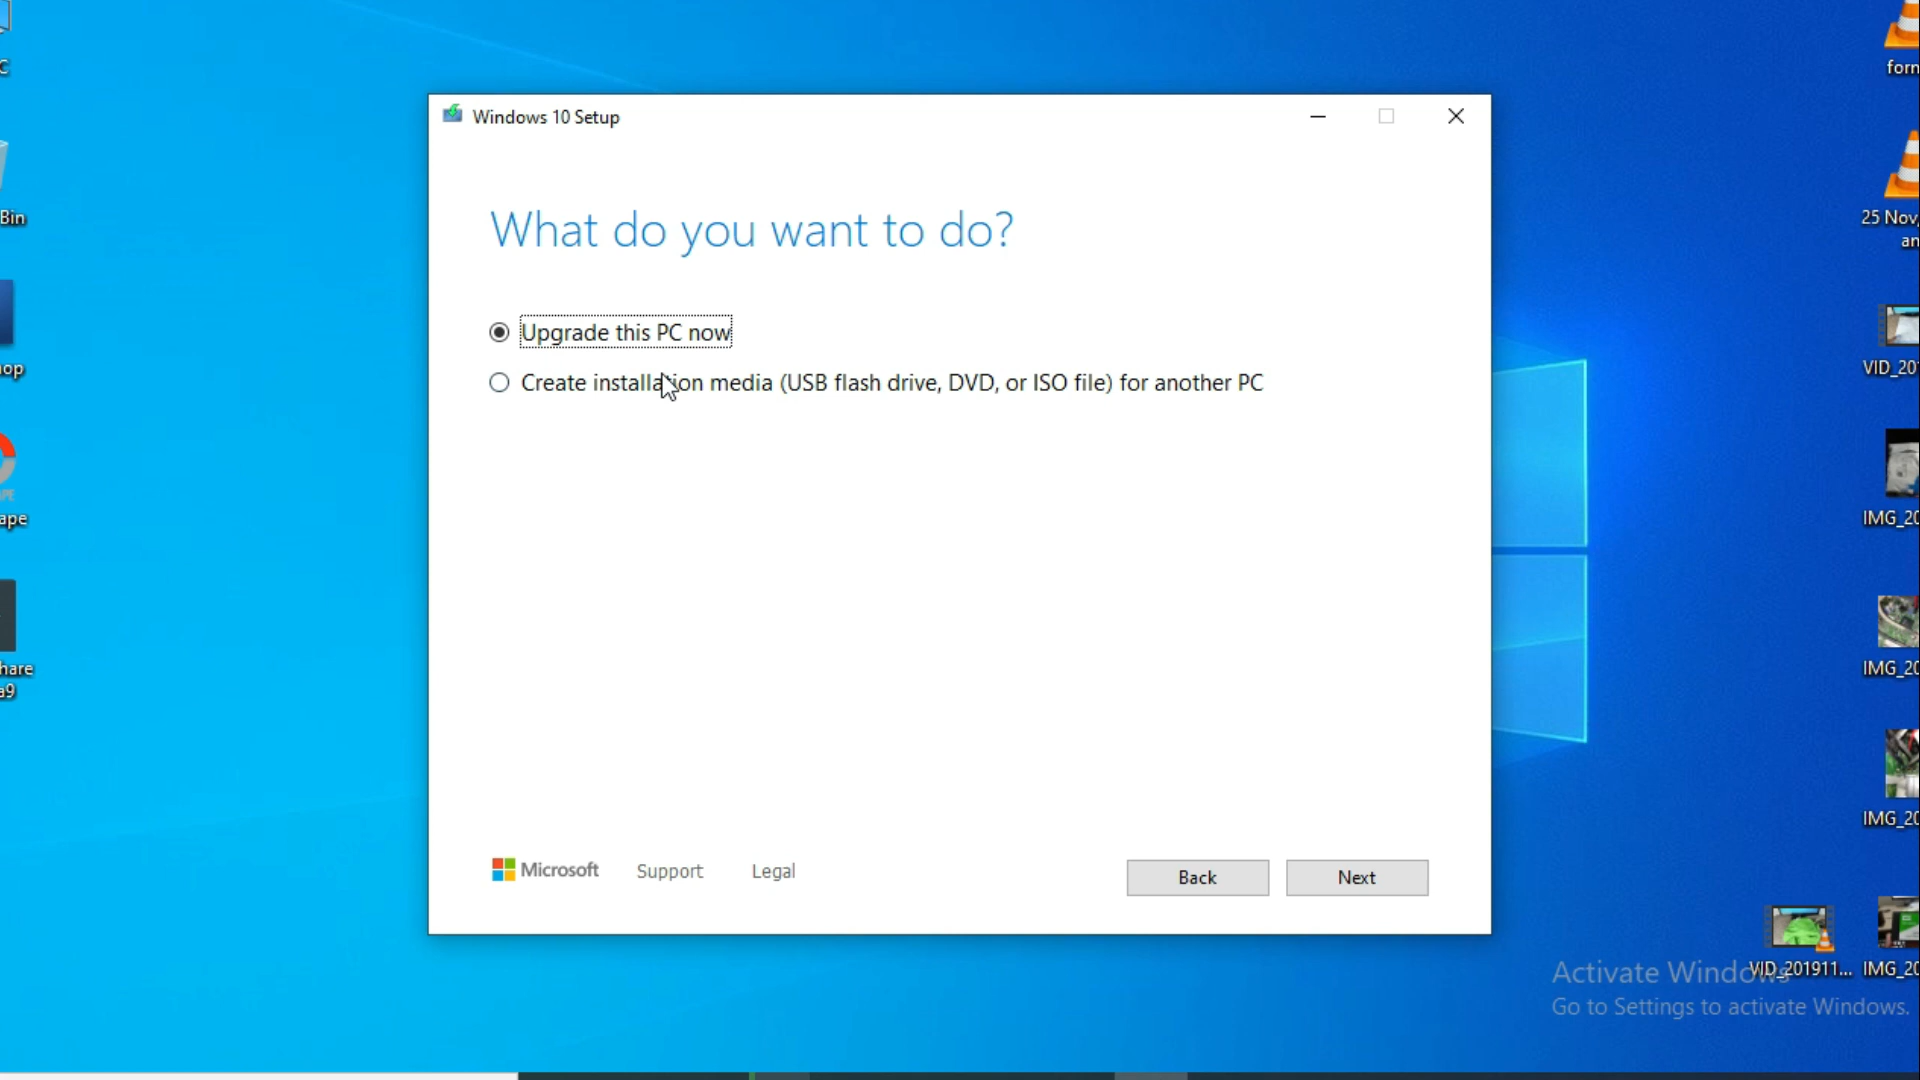 Windows 10 Setup
What do you want to do?
Upgrade this PC now
Create installation media (USB flash drive, DVD, or ISO file) for another PC
Microsoft
Support
Legal
Back
Next
C
Bin
op
ape
hare
a9
forn
25 Nov,
an
VID_20
IMG_20
IMG_20
IMG_20
VID_201911...
IMG_20
Activate Windows
Go to Settings to activate Windows.